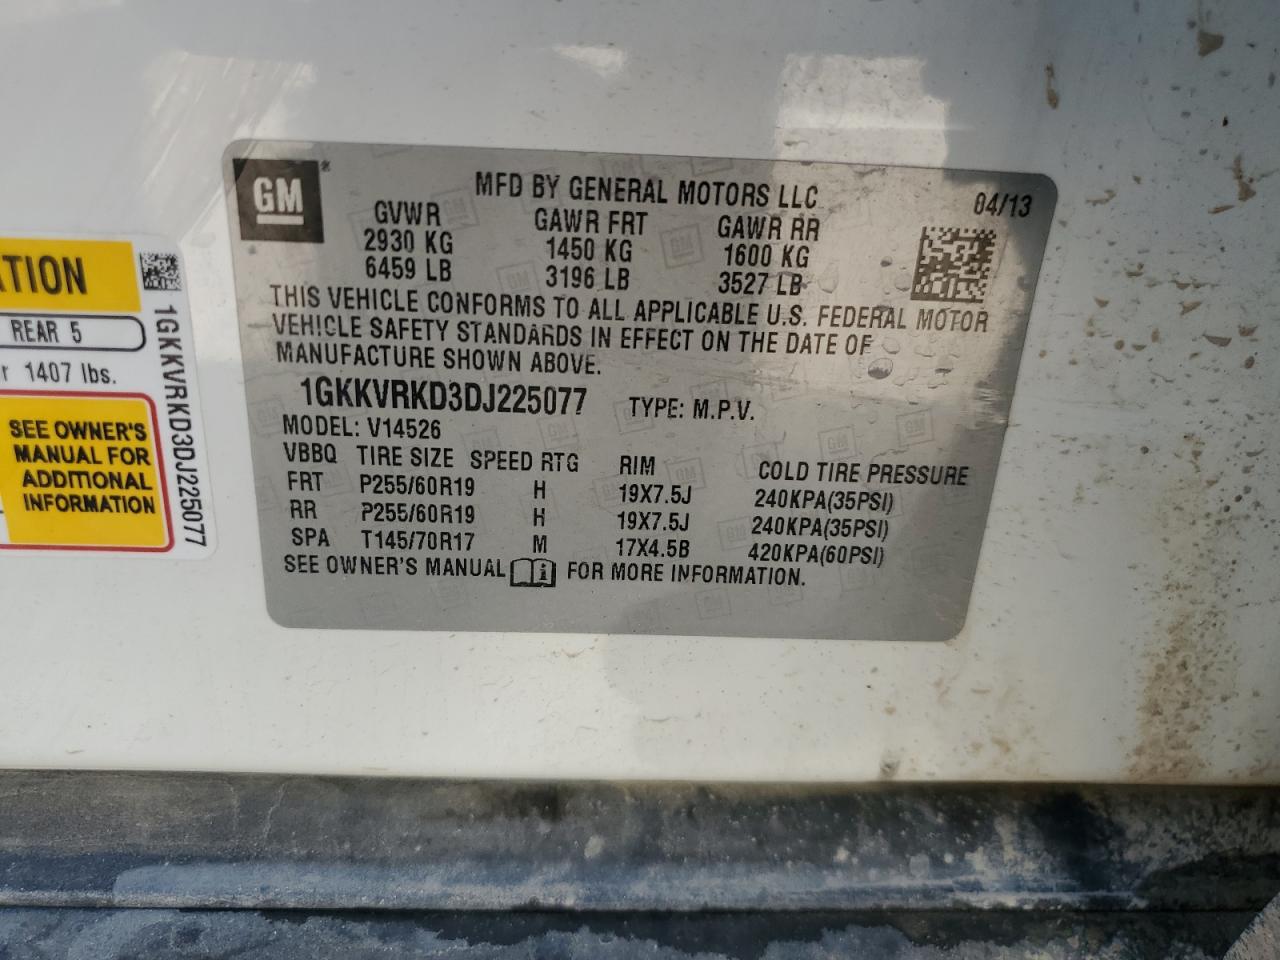 GM
MFD BY GENERAL MOTORS LLC 04/13
GVWR GAWR FRT GAWR RR
2930 KG 1450 KG 1600 KG
6459 LB 3196 LB 3527 LB
THIS VEHICLE CONFORMS TO ALL APPLICABLE U.S. FEDERAL MOTOR
VEHICLE SAFETY STANDARDS IN EFFECT ON THE DATE OF
MANUFACTURE SHOWN ABOVE.
1GKKVRKD3DJ225077 TYPE: M.P.V.
MODEL: V14526
VBBQ TIRE SIZE SPEED RTG RIM COLD TIRE PRESSURE
FRT P255/60R19 H 19X7.5J 240KPA(35PSI)
RR P255/60R19 H 19X7.5J 240KPA(35PSI)
SPA T145/70R17 M 17X4.5B 420KPA(60PSI)
SEE OWNER'S MANUAL FOR MORE INFORMATION.
REAR 5
1407 lbs.
SEE OWNER'S
MANUAL FOR
ADDITIONAL
INFORMATION
1GKKVRKD3DJ225077